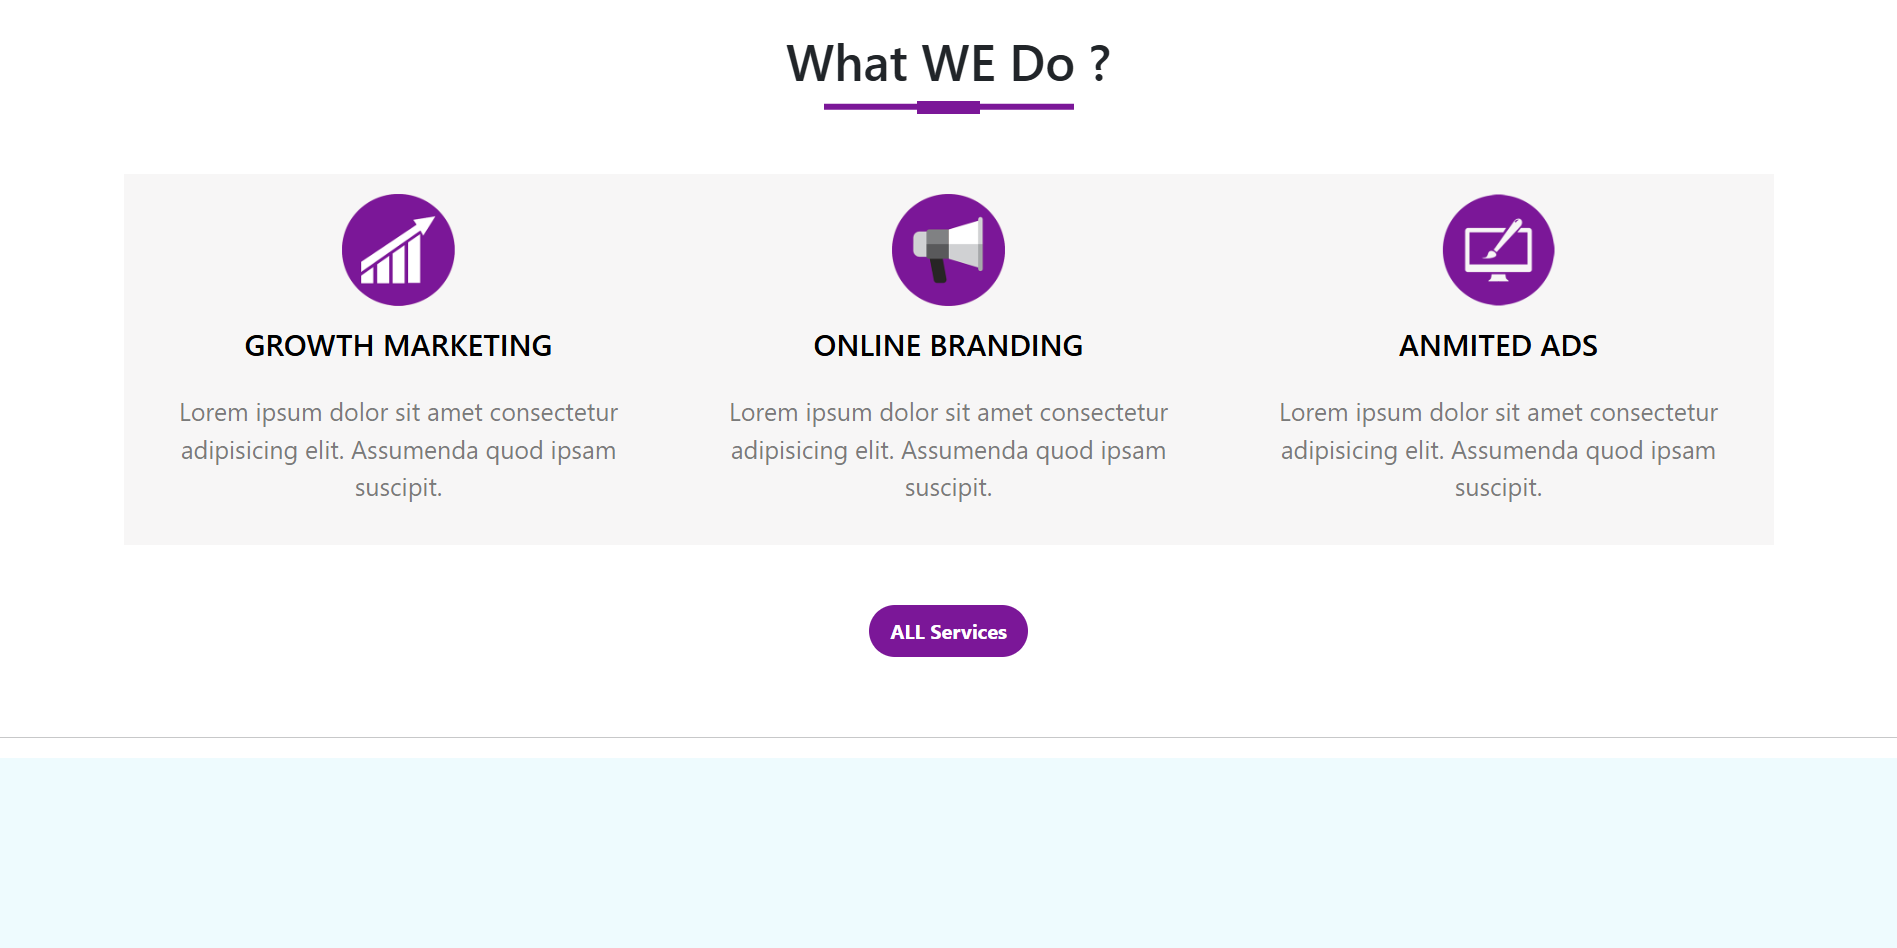 What WE Do ?
GROWTH MARKETING
Lorem ipsum dolor sit amet consectetur
adipisicing elit. Assumenda quod ipsam
suscipit.
ONLINE BRANDING
Lorem ipsum dolor sit amet consectetur
adipisicing elit. Assumenda quod ipsam
suscipit.
ANMITED ADS
Lorem ipsum dolor sit amet consectetur
adipisicing elit. Assumenda quod ipsam
suscipit.
ALL Services